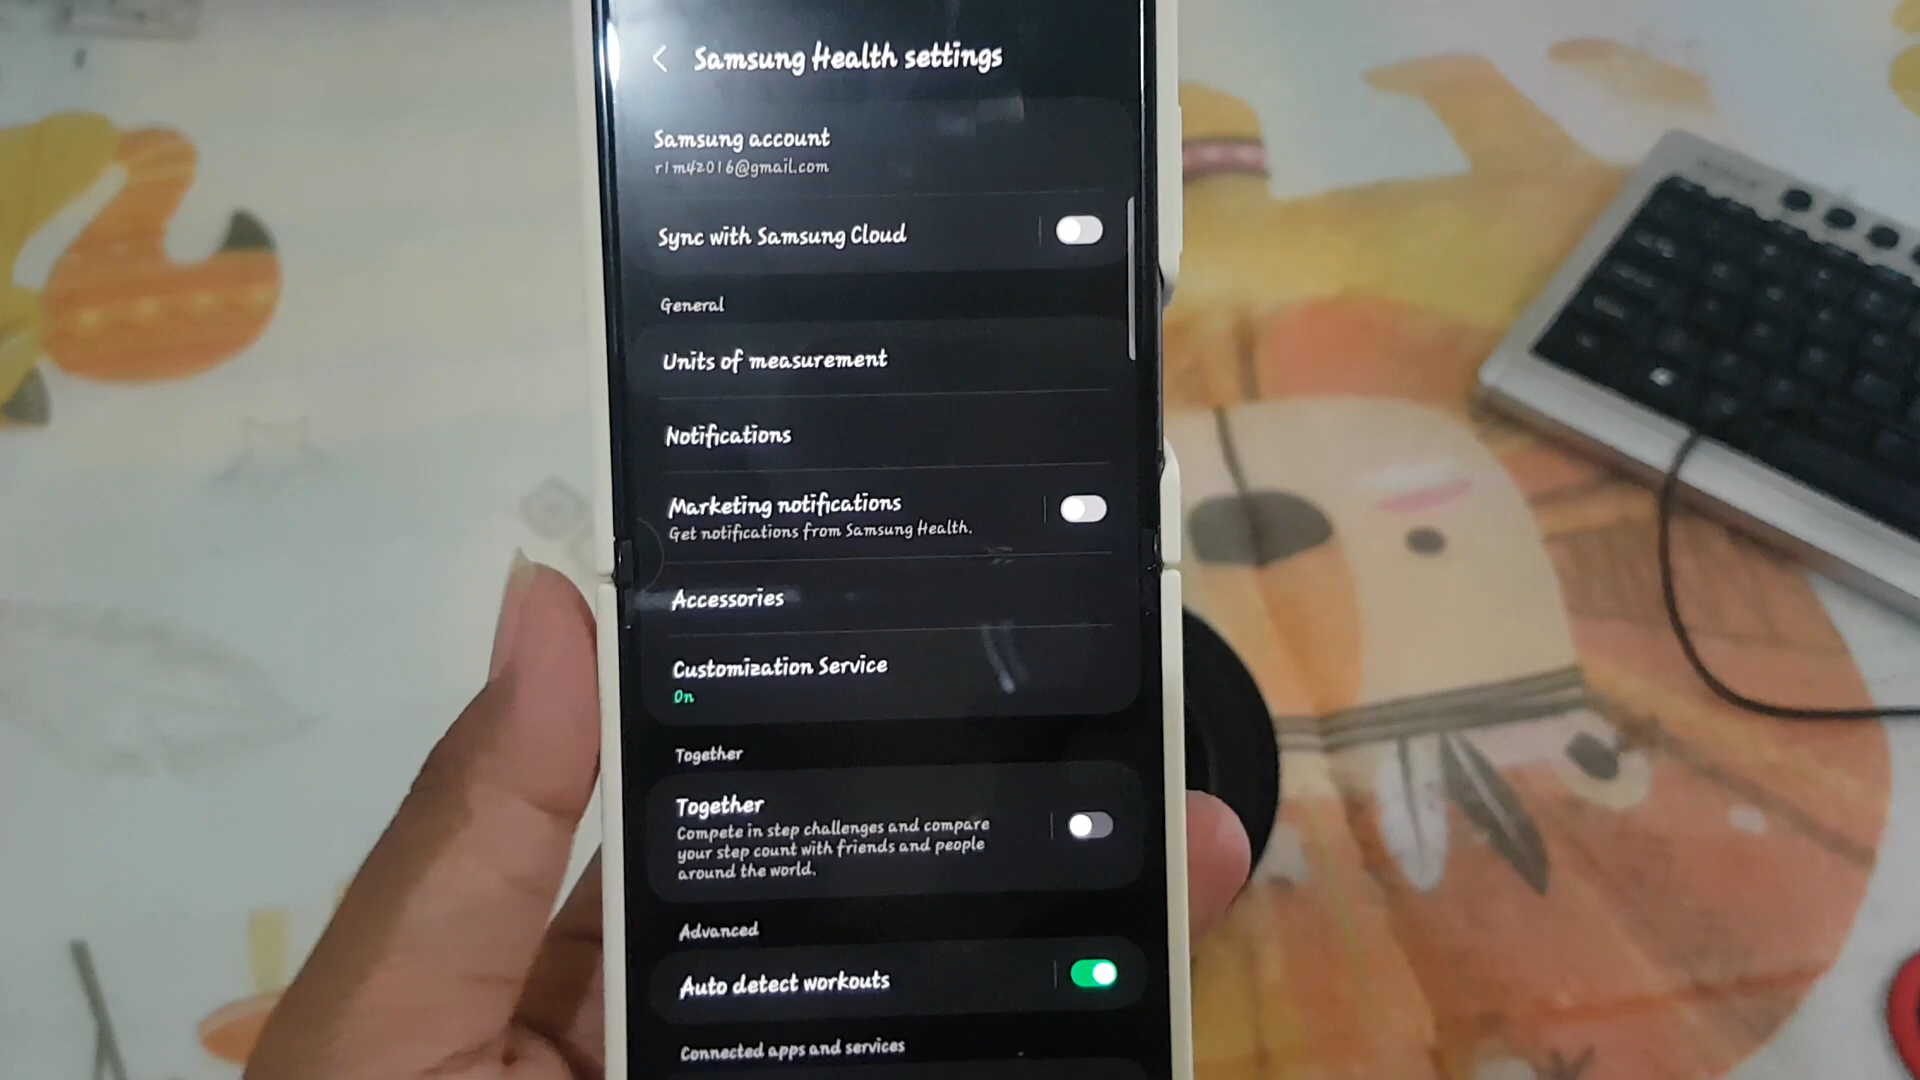 Samsung Health settings
Samsung account
r1m42016@gmail.com
Sync with Samsung Cloud
General
Units of measurement
Notifications
Marketing notifications
Get notifications from Samsung Health.
Accessories
Customization Service
On
Together
Together
Compete in step challenges and compare
your step count with friends and people
around the world.
Advanced
Auto detect workouts
Connected apps and services